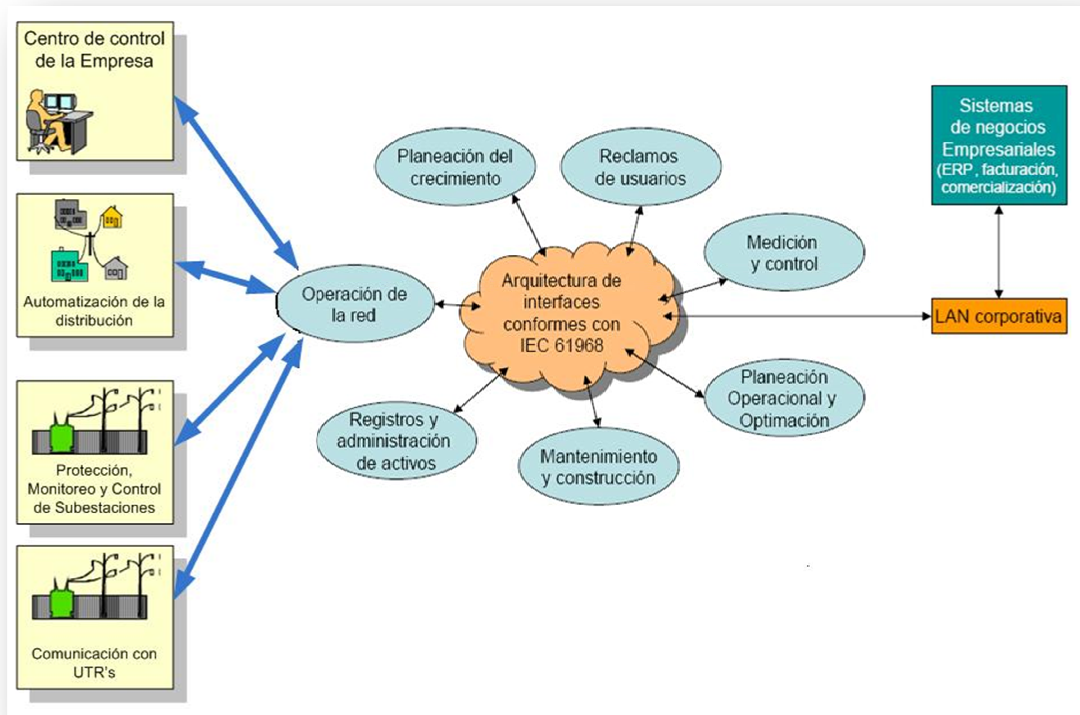 Centro de control
de la Empresa
Automatización de la
distribución
Protección,
Monitoreo y Control
de Subestaciones
Comunicación con
UTR's
Operación de
la red
Planeación del
crecimiento
Reclamos
de usuarios
Medición
y control
Arquitectura de
interfaces
conformes con
IEC 61968
Planeación
Operacional y
Optimación
Mantenimiento
y construcción
Registros y
administración
de activos
Sistemas
de negocios
Empresariales
(ERP, facturación,
comercialización)
LAN corporativa